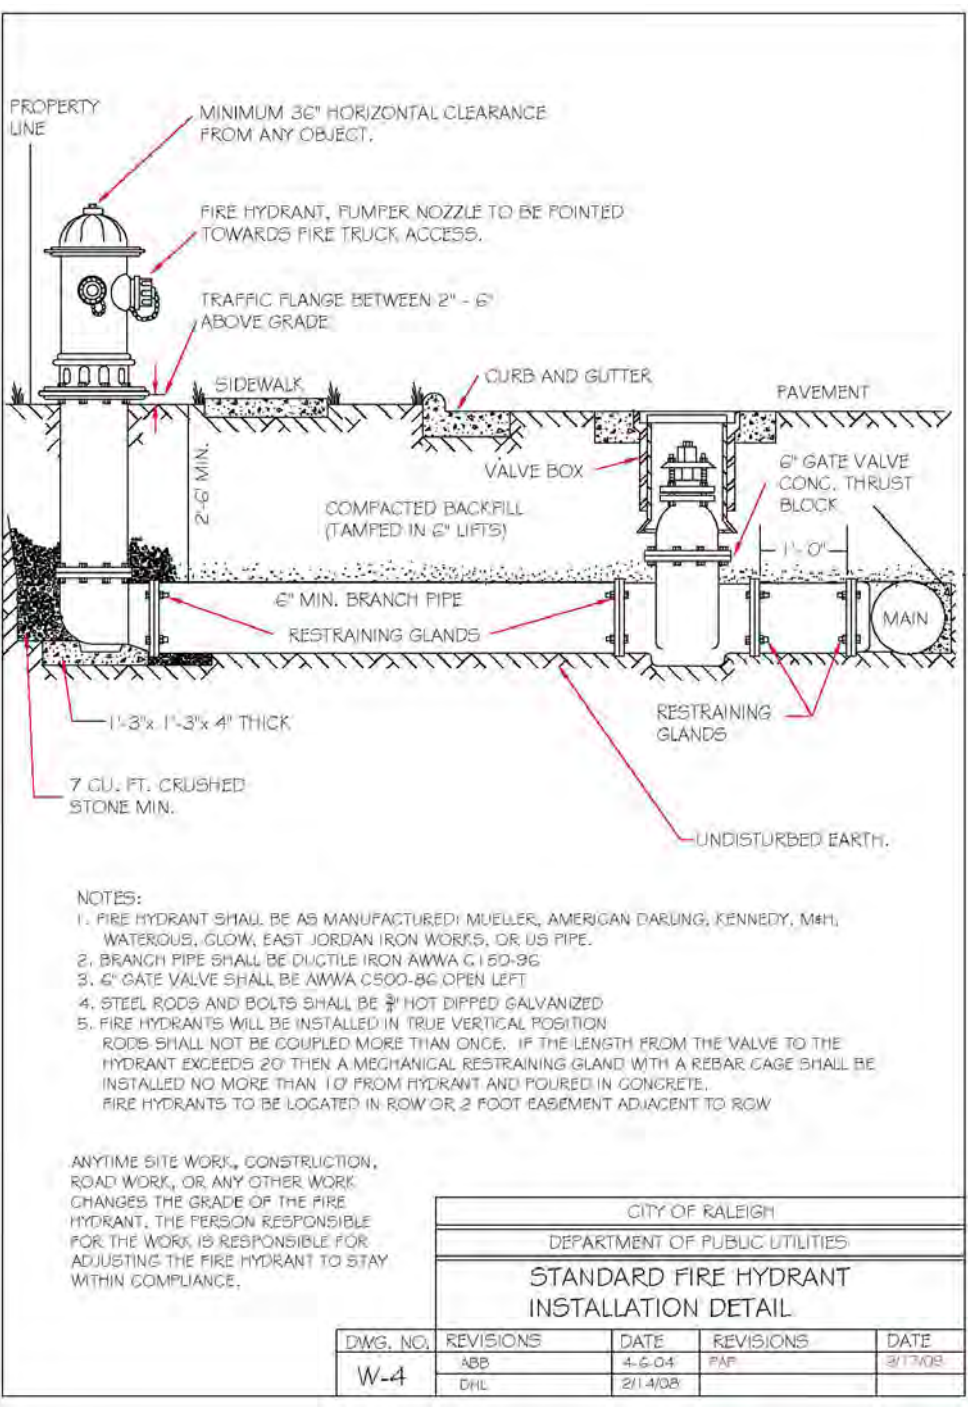 PROPERTY
LINE
MINIMUM 36" HORIZONTAL CLEARANCE
FROM ANY OBJECT.
FIRE HYDRANT, PUMPER NOZZLE TO BE POINTED
TOWARDS FIRE TRUCK ACCESS.
TRAFFIC FLANGE BETWEEN 2" - 6"
ABOVE GRADE
SIDEWALK
CURB AND GUTTER
PAVEMENT
2'-6' MIN.
VALVE BOX
6" GATE VALVE
CONC. THRUST
BLOCK
COMPACTED BACKFILL
(TAMPED IN 6" LIFTS)
1'-0"
6" MIN. BRANCH PIPE
RESTRAINING GLANDS
MAIN
1'-3"x 1'-3"x 4" THICK
RESTRAINING
GLANDS
7 CU. FT. CRUSHED
STONE MIN.
UNDISTURBED EARTH.
NOTES:
1. FIRE HYDRANT SHALL BE AS MANUFACTURED: MUELLER, AMERICAN DARLING, KENNEDY, M&H,
WATEROUS, CLOW, EAST JORDAN IRON WORKS, OR US PIPE.
2. BRANCH PIPE SHALL BE DUCTILE IRON AWWA C150-96
3. 6" GATE VALVE SHALL BE AWWA C500-86 OPEN LEFT
4. STEEL RODS AND BOLTS SHALL BE HOT DIPPED GALVANIZED
5. FIRE HYDRANTS WILL BE INSTALLED IN TRUE VERTICAL POSITION
RODS SHALL NOT BE COUPLED MORE THAN ONCE. IF THE LENGTH FROM THE VALVE TO THE
HYDRANT EXCEEDS 20' THEN A MECHANICAL RESTRAINING GLAND WITH A REBAR CAGE SHALL BE
INSTALLED NO MORE THAN 10' FROM HYDRANT AND POURED IN CONCRETE.
FIRE HYDRANTS TO BE LOCATED IN ROW OR 2 FOOT EASEMENT ADJACENT TO ROW
ANYTIME SITE WORK, CONSTRUCTION,
ROAD WORK, OR ANY OTHER WORK
CHANGES THE GRADE OF THE FIRE
HYDRANT, THE PERSON RESPONSIBLE
FOR THE WORK IS RESPONSIBLE FOR
ADJUSTING THE FIRE HYDRANT TO STAY
WITHIN COMPLIANCE.
CITY OF RALEIGH
DEPARTMENT OF PUBLIC UTILITIES
STANDARD FIRE HYDRANT
INSTALLATION DETAIL
DWG. NO. REVISIONS DATE REVISIONS DATE
W-4
ABB 4-6-04 PAP
DHL 2/14/08